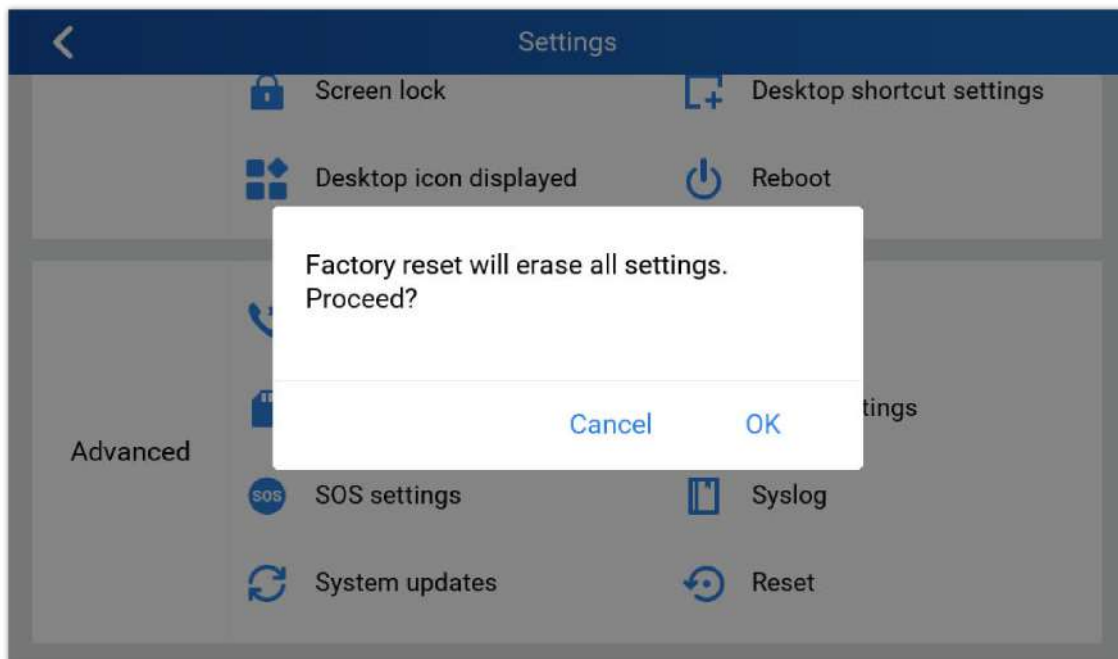 Settings
Screen lock
Desktop shortcut settings
Desktop icon displayed
Reboot
Factory reset will erase all settings.
Proceed?
Cancel
OK
tings
Advanced
SOS
SOS settings
Syslog
System updates
Reset